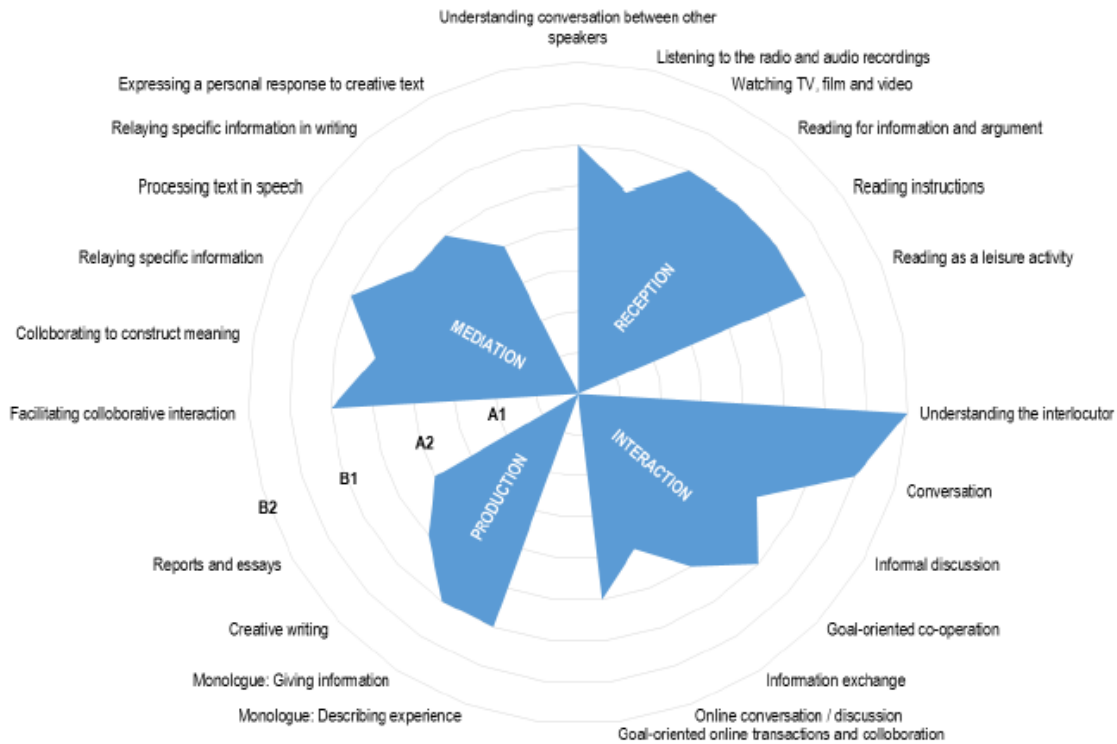 Understanding conversation between other
speakers
Listening to the radio and audio recordings
Watching TV, film and video
Reading for information and argument
Reading instructions
Reading as a leisure activity
Understanding the interlocutor
Conversation
Informal discussion
Goal-oriented co-operation
Information exchange
Online conversation / discussion
Goal-oriented online transactions and colloboration
Monologue: Describing experience
Monologue: Giving information
Creative writing
Reports and essays
Facilitating colloborative interaction
Colloborating to construct meaning
Relaying specific information
Processing text in speech
Relaying specific information in writing
Expressing a personal response to creative text
RECEPTION
INTERACTION
PRODUCTION
MEDIATION
A1
A2
B1
B2